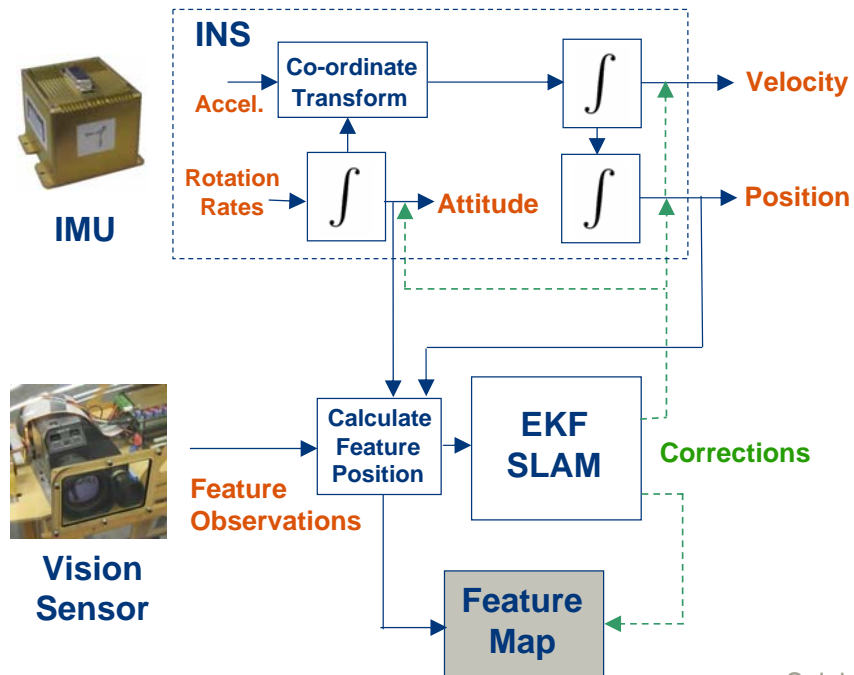 INS
Co-ordinate
Transform
Accel.
∫
Velocity
Rotation
Rates
∫
Attitude
∫
Position
IMU
Calculate
Feature
Position
EKF
SLAM
Corrections
Feature
Observations
Vision
Sensor
Feature
Map